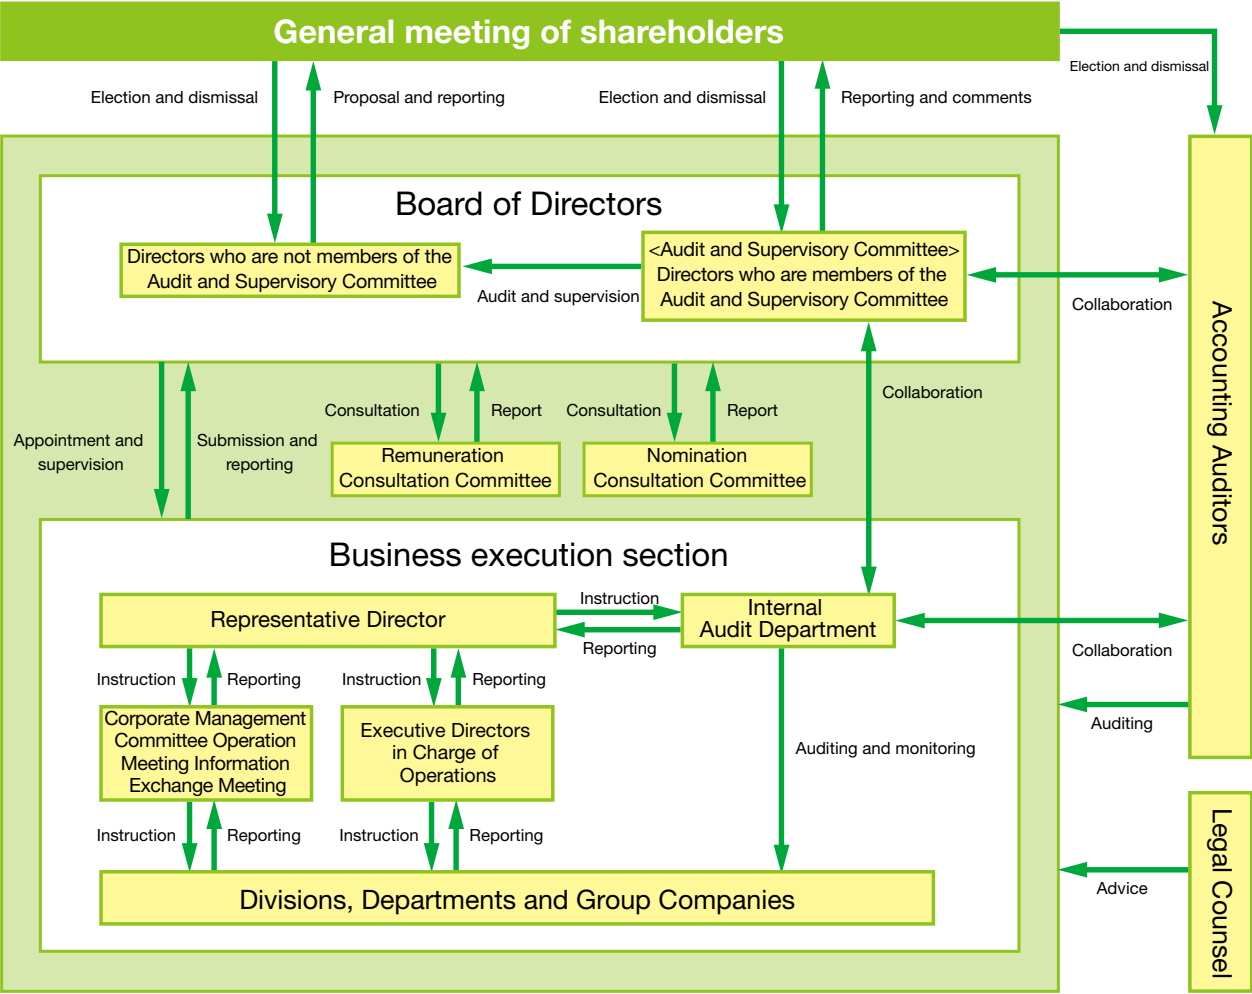 General meeting of shareholders
Election and dismissal
Proposal and reporting
Election and dismissal
Reporting and comments
Election and dismissal
Board of Directors
Directors who are not members of the
Audit and Supervisory Committee
Audit and supervision
<Audit and Supervisory Committee>
Directors who are members of the
Audit and Supervisory Committee
Collaboration
Accounting Auditors
Appointment and
supervision
Submission and
reporting
Consultation
Report
Consultation
Report
Collaboration
Remuneration
Consultation Committee
Nomination
Consultation Committee
Business execution section
Representative Director
Instruction
Reporting
Internal
Audit Department
Collaboration
Instruction
Reporting
Instruction
Reporting
Corporate Management
Committee Operation
Meeting Information
Exchange Meeting
Executive Directors
in Charge of
Operations
Auditing and monitoring
Auditing
Instruction
Reporting
Instruction
Reporting
Divisions, Departments and Group Companies
Advice
Legal Counsel